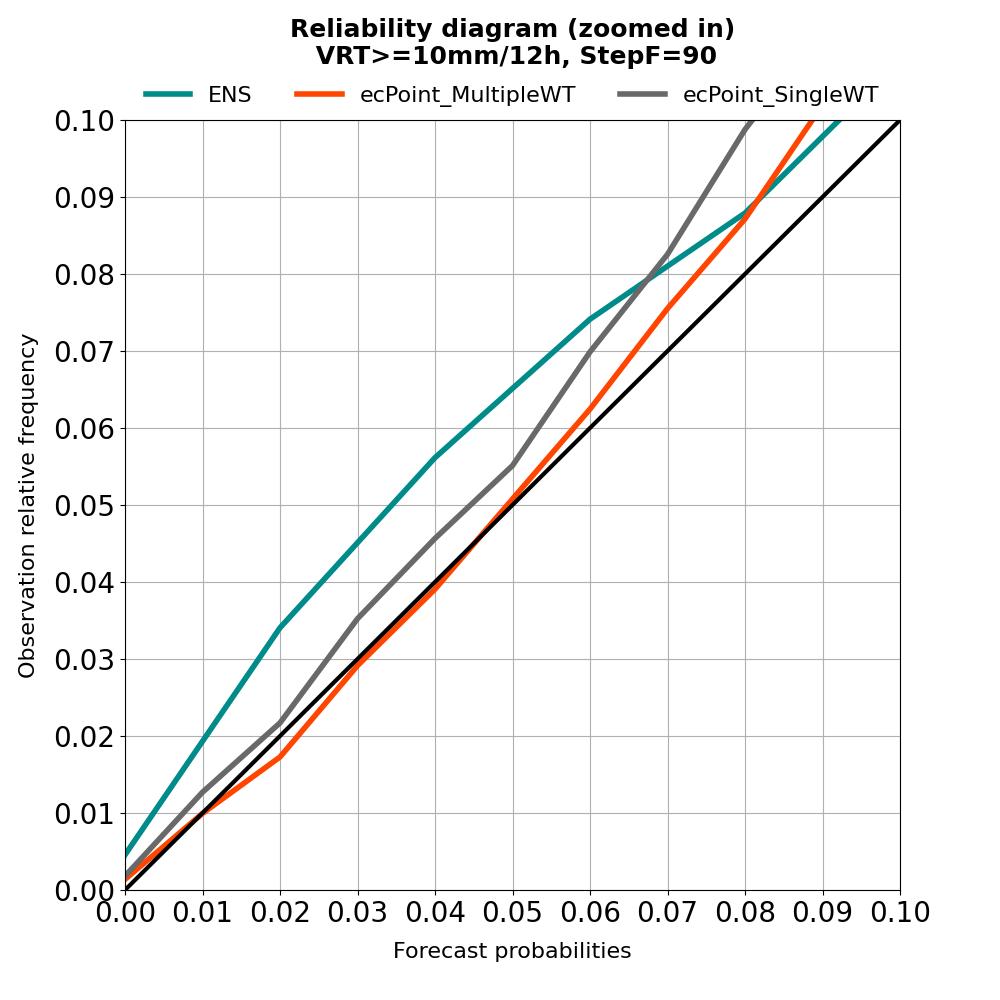 Reliability diagram (zoomed in)
VRT>=10mm/12h, StepF=90
ENS ecPoint_MultipleWT ecPoint_SingleWT
0.10
0.09
0.08
0.07
0.06
0.05
0.04
0.03
0.02
0.01
0.00
Observation relative frequency
0.00 0.01 0.02 0.03 0.04 0.05 0.06 0.07 0.08 0.09 0.10
Forecast probabilities